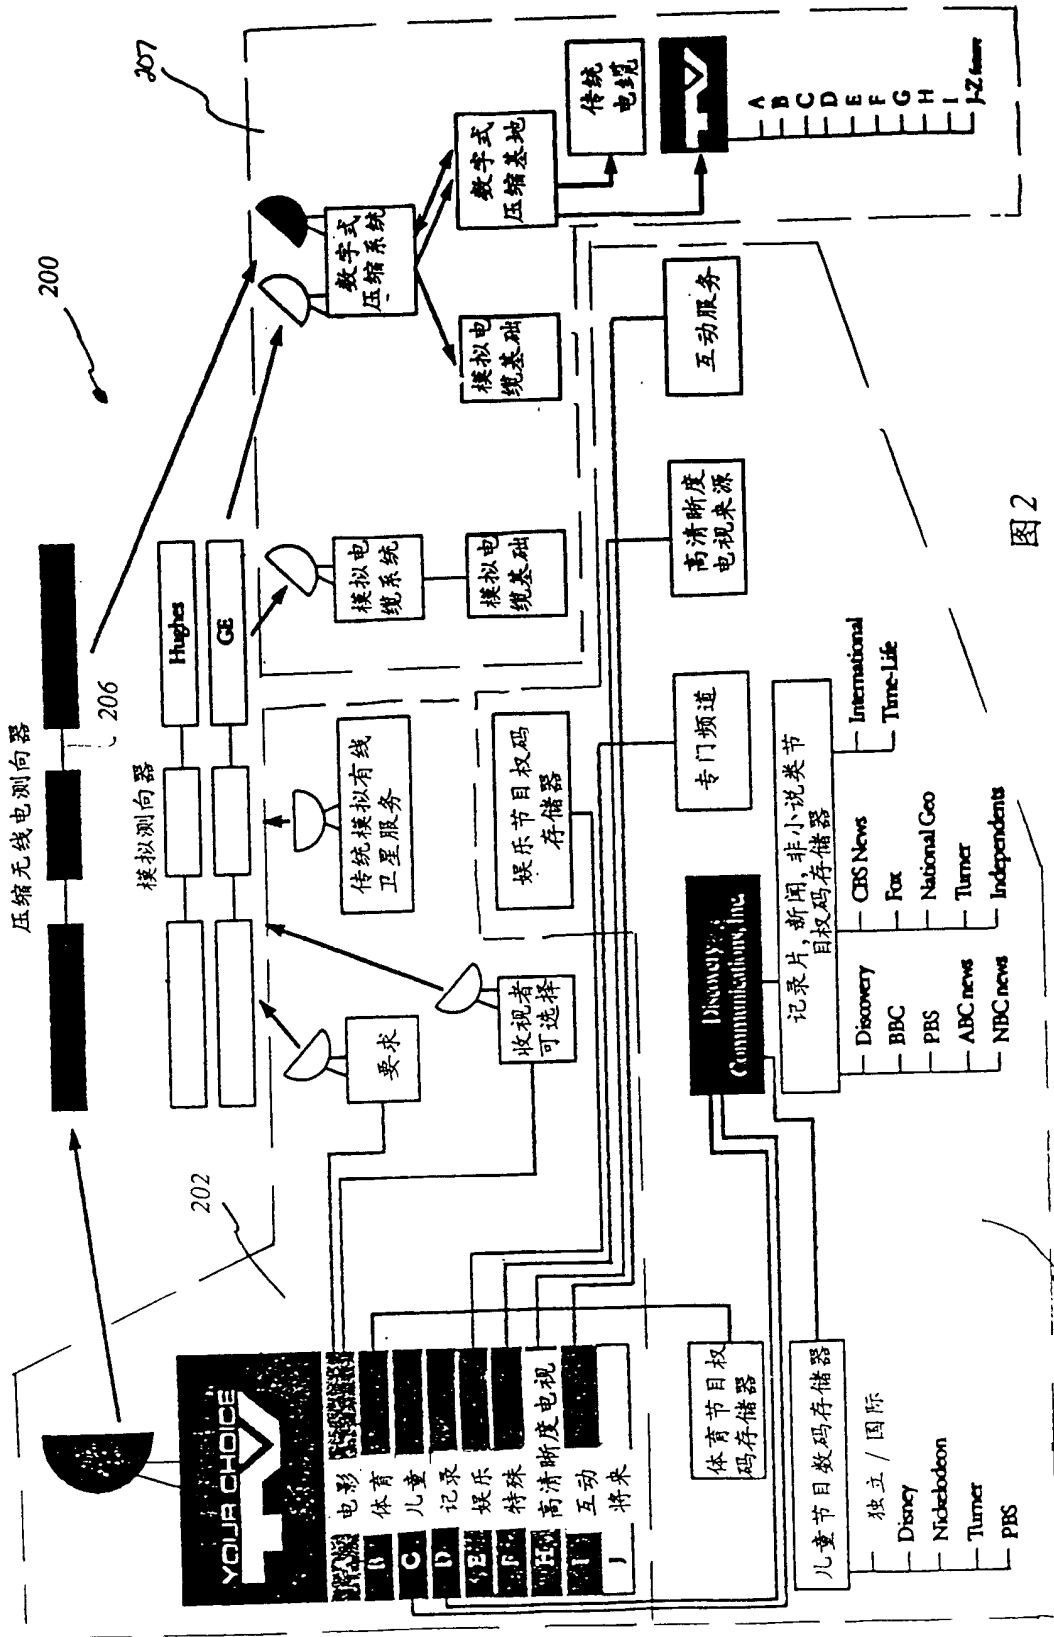 200
207
压缩无线电测向器
206
模拟测向器
Hughes
GE
202
YOUR CHOICE
A 电影
B 体育
C 儿童
D 记录
E 娱乐
F 特殊
H 高清晰度电视
I 互动
J 将来
要求
收视者
可选择
传统模拟有线
卫星服务
模拟电
缆系统
模拟电
缆基础
数字式
压缩系统
模拟电
缆基础
数字式
压缩基地
传统
电缆
TV
A
B
C
D
E
F
G
H
I
J-Z future
娱乐节目权码
存储器
专门频道
高清晰度
电视来源
互动服务
体育节目权
码存储器
Discovery
Communications, Inc.
儿童节目数码存储器
独立/国际
Disney
Nickelodeon
Turner
PBS
记录片,新闻,非小说类节
目权码存储器
Discovery
BBC
PBS
ABC news
NBC news
CBS News
Fox
National Geo
Turner
Independents
International
Time-Life
图2